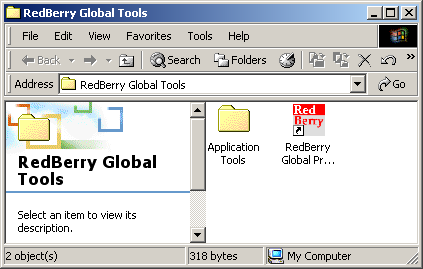 RedBerry Global Tools
File Edit View Favorites Tools Help
Back Search Folders
Address RedBerry Global Tools Go
RedBerry Global
Tools
Select an item to view its
description.
Application
Tools
Red
Berry
RedBerry
Global Pr...
2 object(s) 318 bytes My Computer